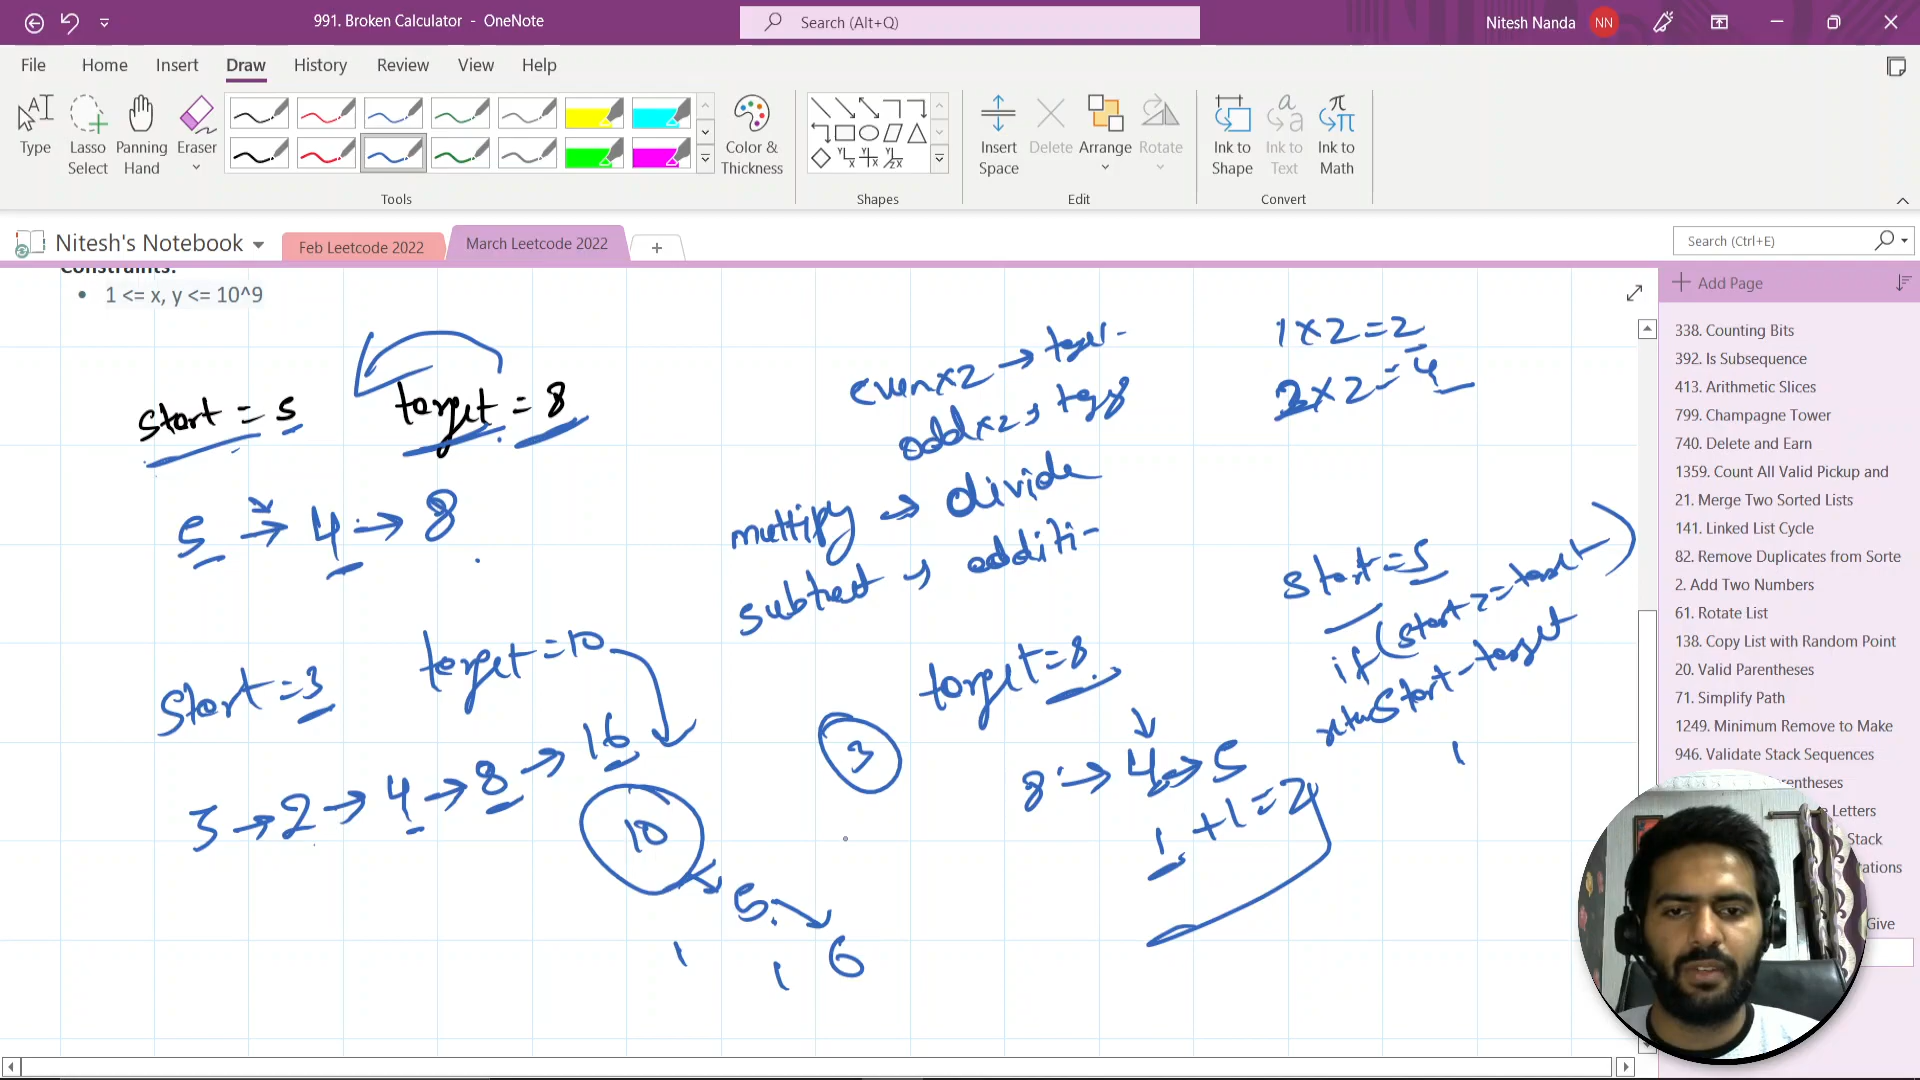 991. Broken Calculator - OneNote
Search (Alt+Q)
Nitesh Nanda
NN
File Home Insert Draw History Review View Help
Type
Lasso Select
Panning Hand
Eraser
Color & Thickness
Insert Space
Delete
Arrange
Rotate
Ink to Shape
Ink to Text
Ink to Math
Tools
Shapes
Edit
Convert
Nitesh's Notebook
Feb Leetcode 2022
March Leetcode 2022
Search (Ctrl+E)
Constraints:
• 1 <= x, y <= 10^9
start = 5
target = 8
5 → 4 → 8
even x 2 →
odd x 2 →
1 x 2 = 2
2 x 2 = 4
multiply → divide
subtract → additi-
start = 5
if (start >= target)
return start - target
1
start = 3
target = 10
3 → 2 → 4 → 8 → 16
10
5
6
1
1
3
target = 8
8 → 4 → 5
1 + 1 = 2
Add Page
338. Counting Bits
392. Is Subsequence
413. Arithmetic Slices
799. Champagne Tower
740. Delete and Earn
1359. Count All Valid Pickup and
21. Merge Two Sorted Lists
141. Linked List Cycle
82. Remove Duplicates from Sorte
2. Add Two Numbers
61. Rotate List
138. Copy List with Random Point
20. Valid Parentheses
71. Simplify Path
1249. Minimum Remove to Make
946. Validate Stack Sequences
entheses
Letters
Stack
tations
Give